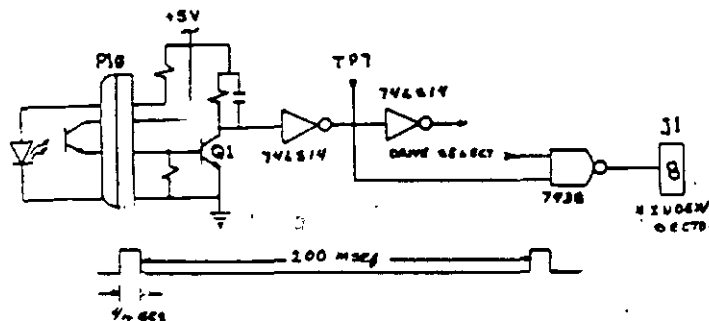 +5V
P10
TP7
74LS14
J1
Q1
74LS14
DRIVE SELECT
8
7438
200 mSEC